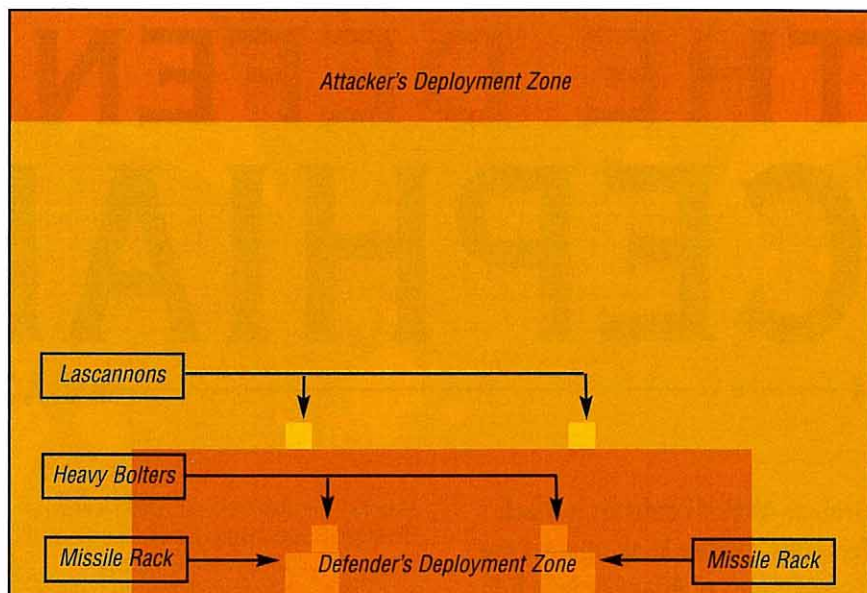 Attacker's Deployment Zone
Lascannons
Heavy Bolters
Missile Rack
Defender's Deployment Zone
Missile Rack